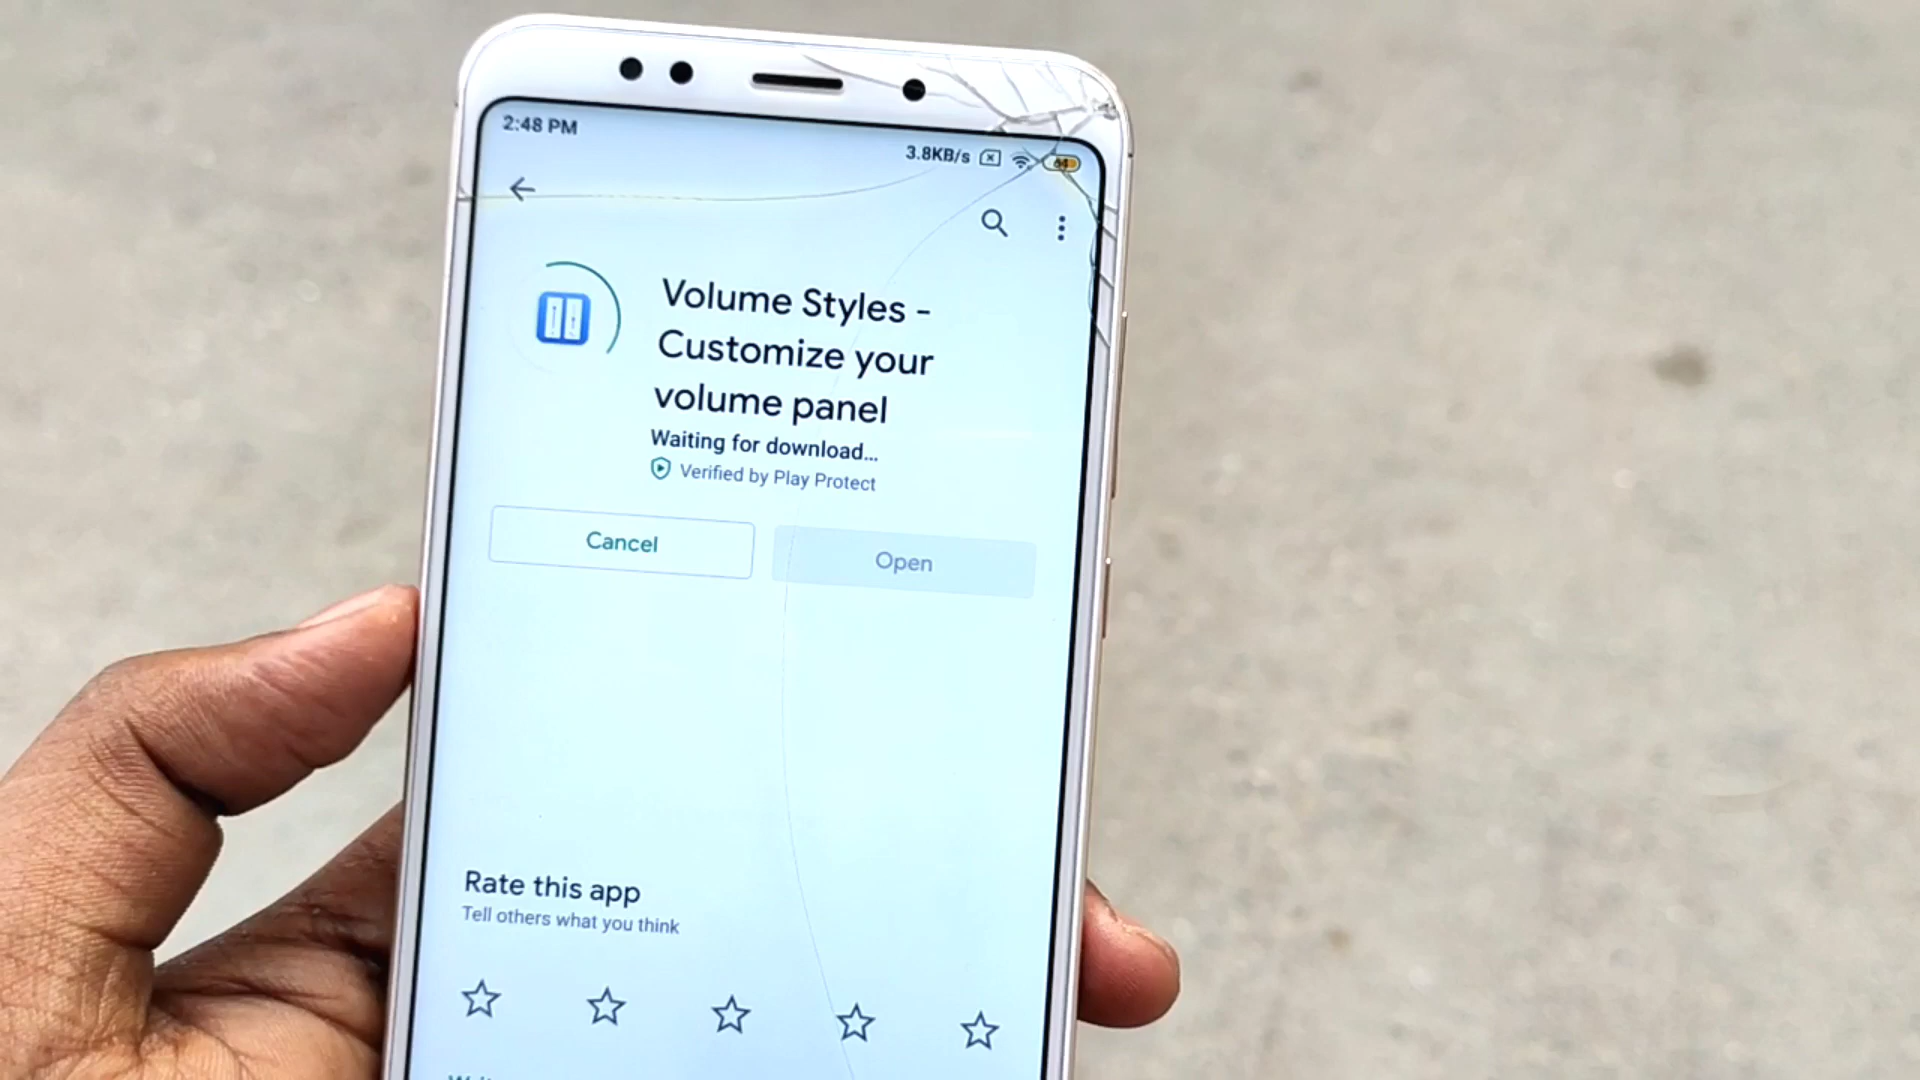 2:48 PM
3.8KB/s
64
Volume Styles -
Customize your
volume panel
Waiting for download...
Verified by Play Protect
Cancel
Open
Rate this app
Tell others what you think